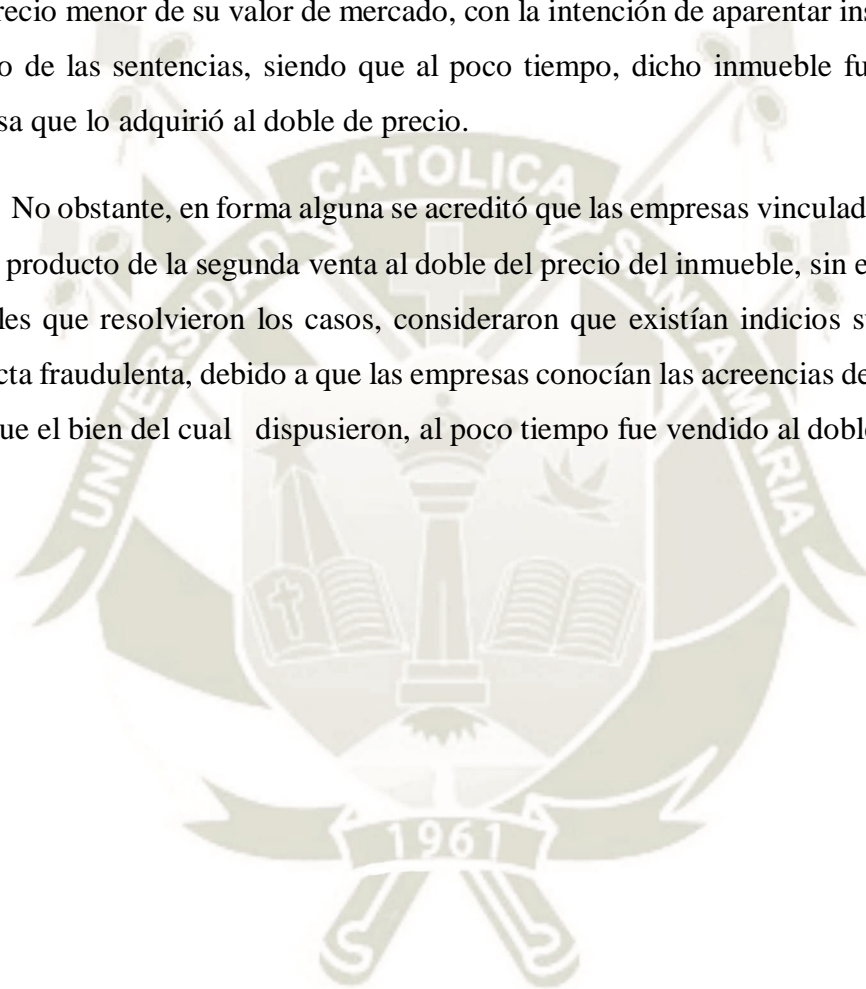 recio menor de su valor de mercado, con la intención de aparentar ins
o de las sentencias, siendo que al poco tiempo, dicho inmueble fu
sa que lo adquirió al doble de precio.
No obstante, en forma alguna se acreditó que las empresas vinculad
producto de la segunda venta al doble del precio del inmueble, sin e
les que resolvieron los casos, consideraron que existían indicios s
cta fraudulenta, debido a que las empresas conocían las acreencias de
ue el bien del cual dispusieron, al poco tiempo fue vendido al doble
UNIVERSIDAD CATOLICA SANTA MARIA
1961